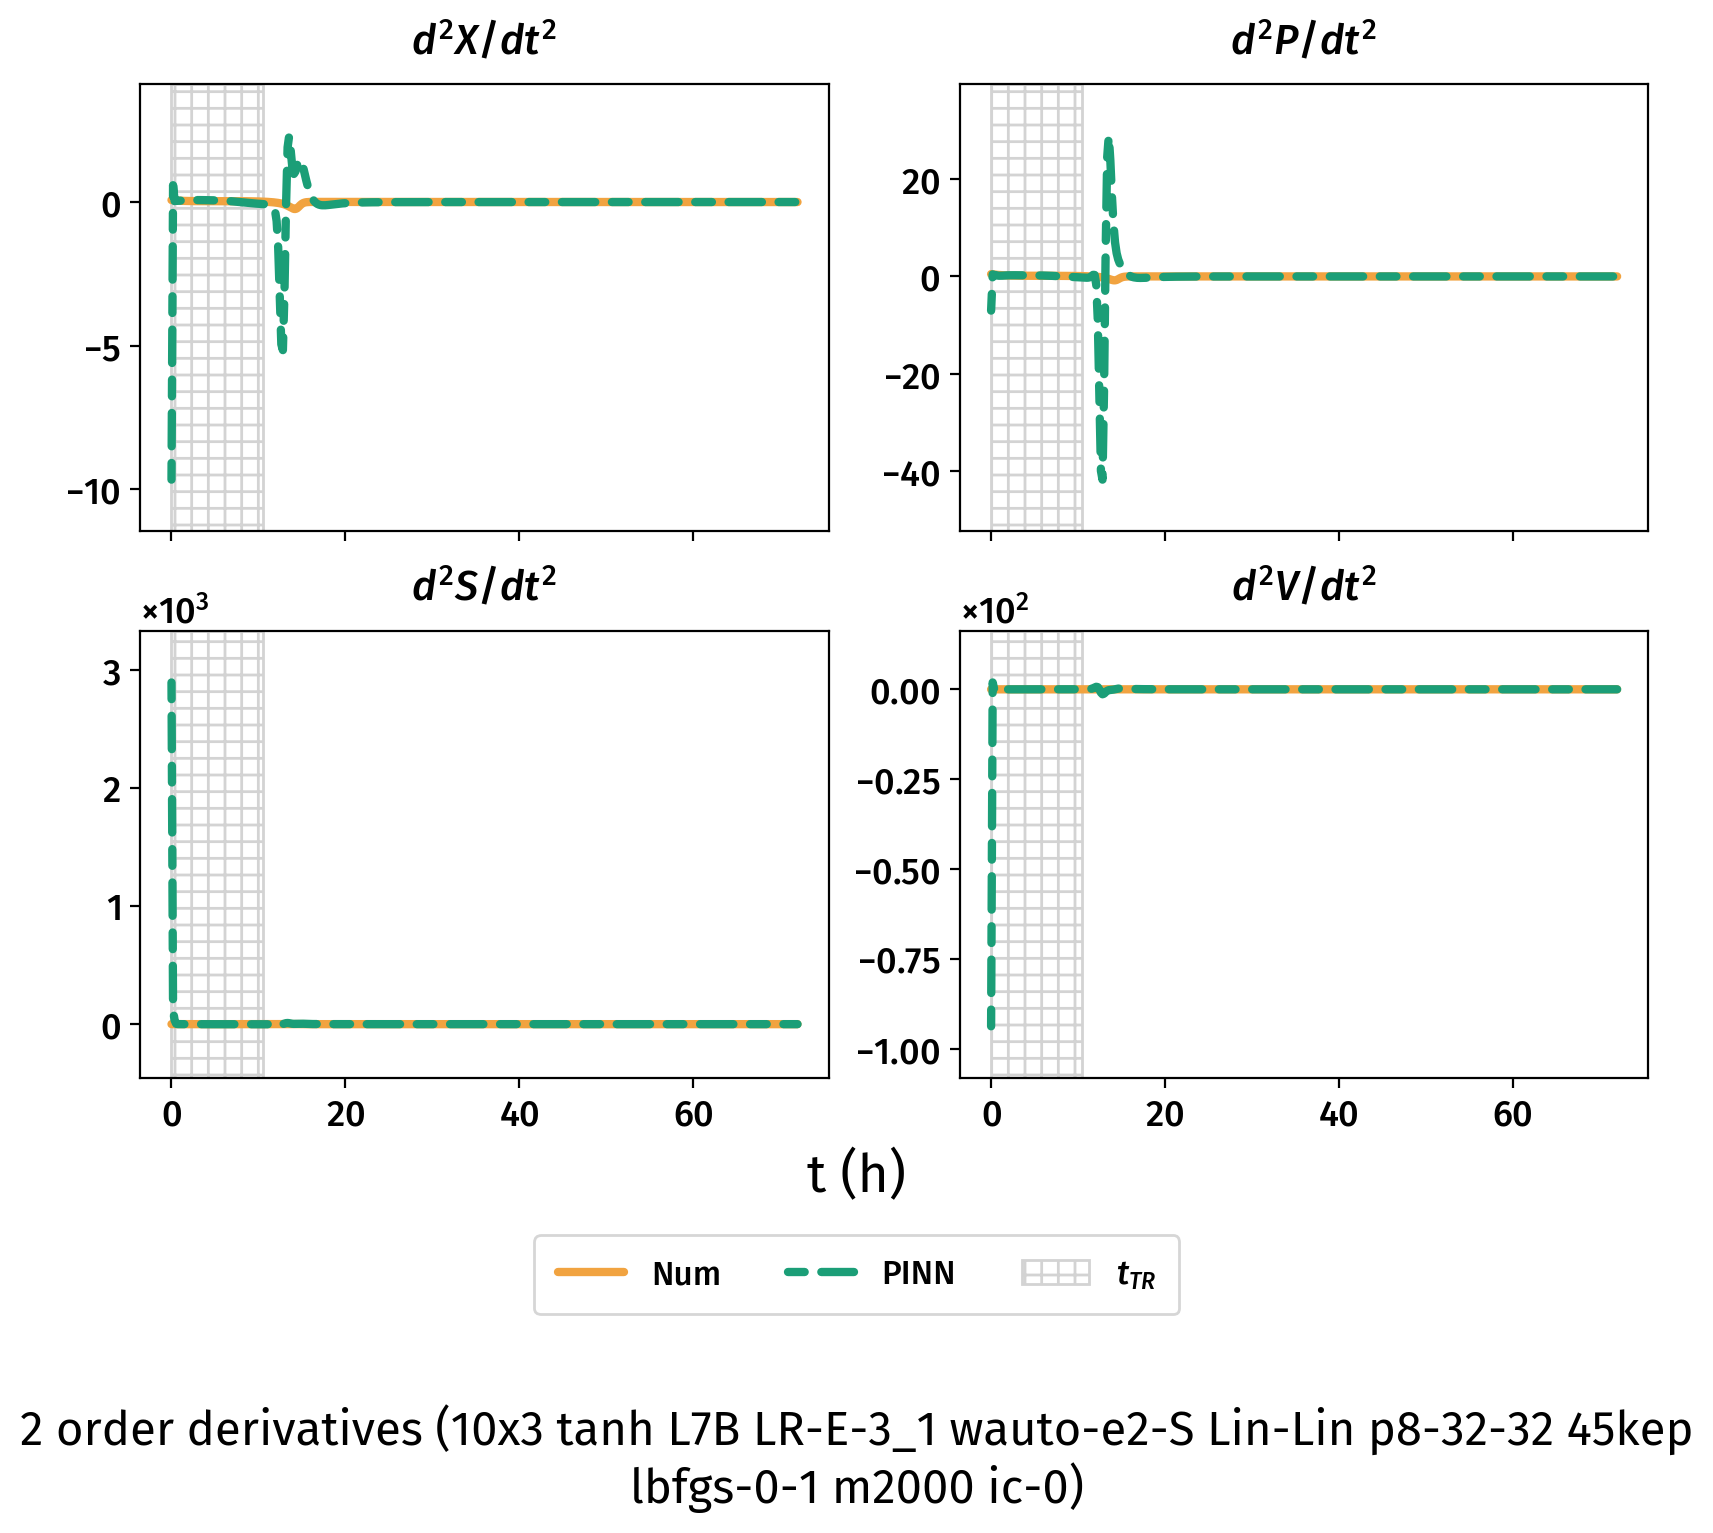 d²X/dt²
d²P/dt²
0
−5
−10
20
0
−20
−40
d²S/dt²
d²V/dt²
×10³
×10²
3
2
1
0
0.00
−0.25
−0.50
−0.75
−1.00
0 20 40 60
0 20 40 60
t (h)
Num PINN t_TR
2 order derivatives (10x3 tanh L7B LR-E-3_1 wauto-e2-S Lin-Lin p8-32-32 45kep
lbfgs-0-1 m2000 ic-0)